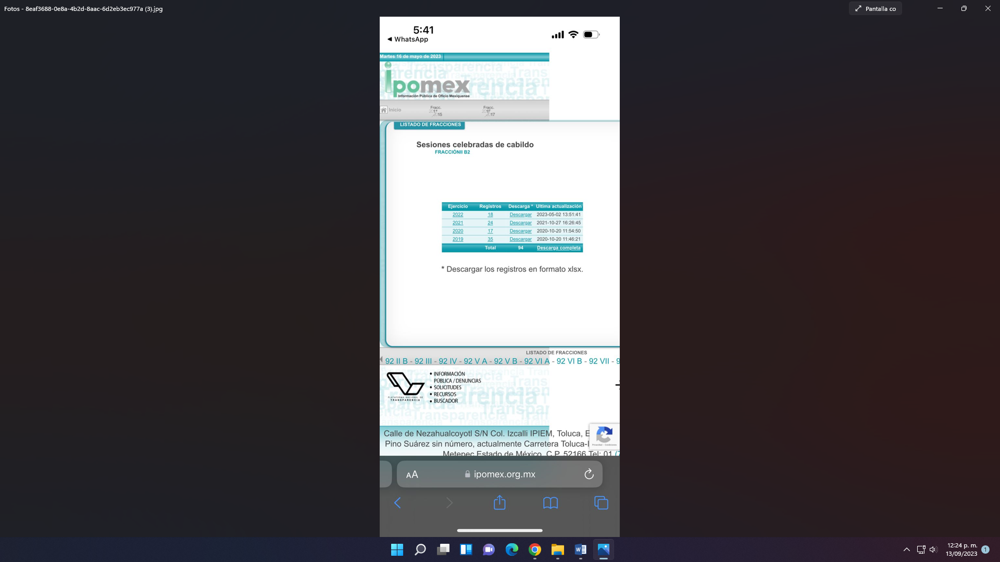 Fotos - 8eaf3688-0e8a-4b2d-8aac-6d2eb3ec977a (3).jpg
Pantalla co
5:41
WhatsApp
Martes 16 de mayo de 2023
ipomex
Información Pública de Oficio Mexiquense
Inicio
Fracc.
Fracc.
LISTADO DE FRACCIONES
Sesiones celebradas de cabildo
FRACCIÓNII B2
Ejercicio Registros Descarga * Ultima actualización
2022 18 Descargar 2023-05-02 13:51:41
2021 24 Descargar 2021-10-27 16:26:45
2020 17 Descargar 2020-10-20 11:54:50
2019 35 Descargar 2020-10-20 11:46:21
Total 94 Descarga completa
* Descargar los registros en formato xlsx.
LISTADO DE FRACCIONES
92 II B - 92 III - 92 IV - 92 V A - 92 V B - 92 VI A - 92 VI B - 92 VII - 9
PLATAFORMA NACIONAL DE
TRANSPARENCIA
• INFORMACIÓN
PÚBLICA / DENUNCIAS
• SOLICITUDES
• RECURSOS
• BUSCADOR
Calle de Nezahualcoyotl S/N Col. Izcalli IPIEM, Toluca, E
Pino Suárez sin número, actualmente Carretera Toluca-I
Metepec Estado de México, C.P. 52166 Tel: 01 (7
Privacidad - Condiciones
AA
ipomex.org.mx
12:24 p. m.
13/09/2023
1